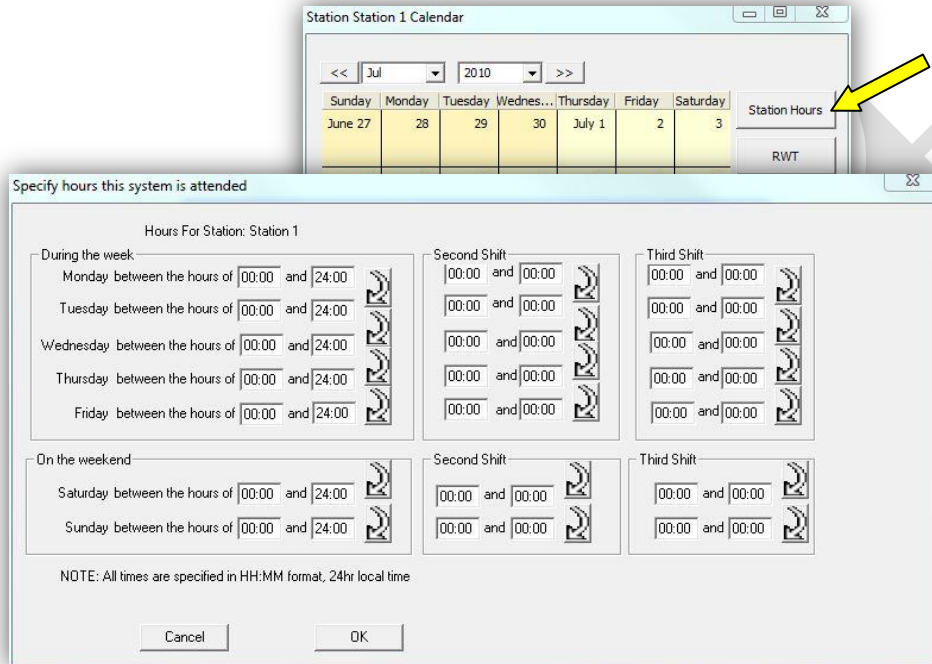 Station Station 1 Calendar
<< Jul 2010 >>
Sunday Monday Tuesday Wednes... Thursday Friday Saturday
June 27 28 29 30 July 1 2 3
Station Hours
RWT
Specify hours this system is attended
Hours For Station: Station 1
During the week Second Shift Third Shift
Monday between the hours of 00:00 and 24:00 00:00 and 00:00 00:00 and 00:00
Tuesday between the hours of 00:00 and 24:00 00:00 and 00:00 00:00 and 00:00
Wednesday between the hours of 00:00 and 24:00 00:00 and 00:00 00:00 and 00:00
Thursday between the hours of 00:00 and 24:00 00:00 and 00:00 00:00 and 00:00
Friday between the hours of 00:00 and 24:00 00:00 and 00:00 00:00 and 00:00
On the weekend Second Shift Third Shift
Saturday between the hours of 00:00 and 24:00 00:00 and 00:00 00:00 and 00:00
Sunday between the hours of 00:00 and 24:00 00:00 and 00:00 00:00 and 00:00
NOTE: All times are specified in HH:MM format, 24hr local time
Cancel OK